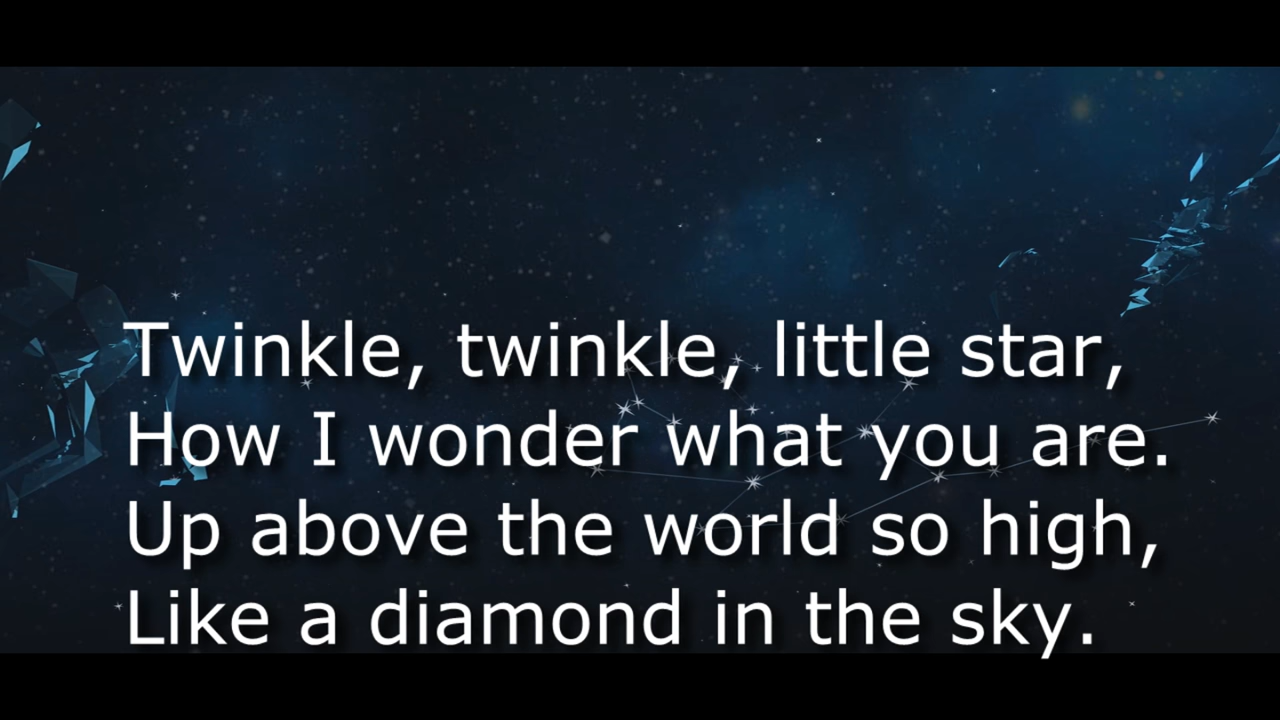 Twinkle, twinkle, little star,
How I wonder what you are.
Up above the world so high,
Like a diamond in the sky.